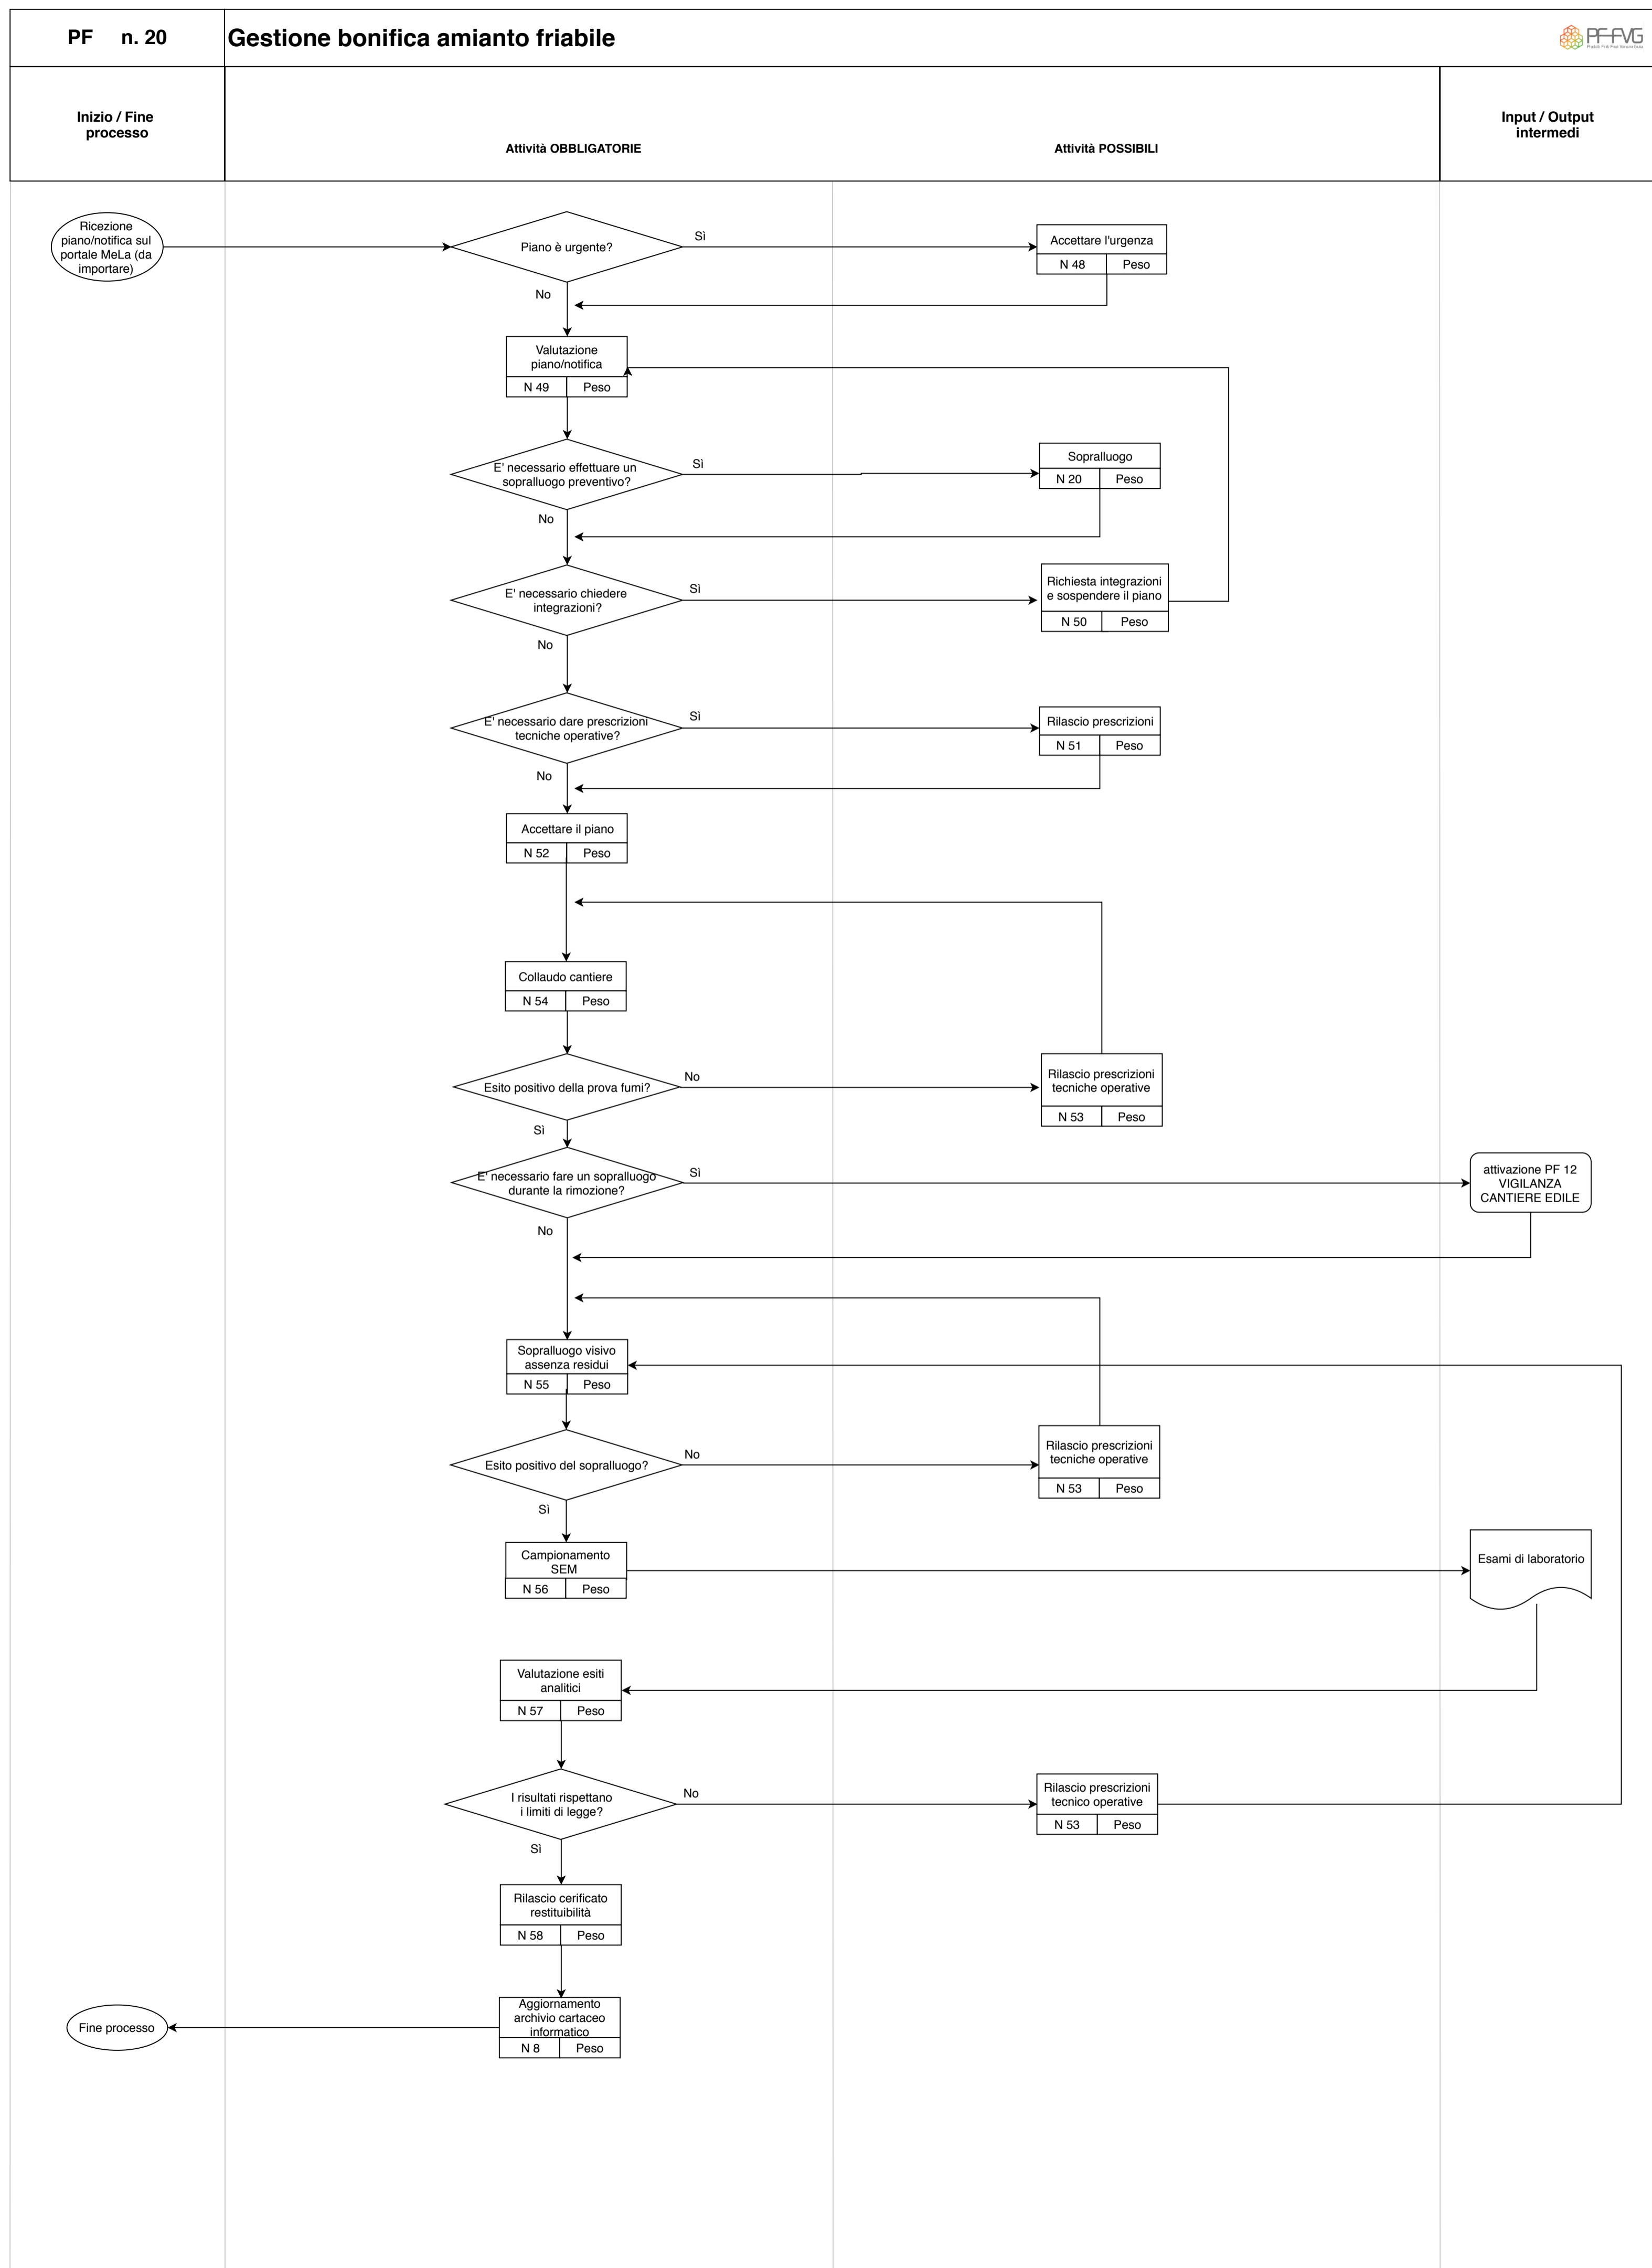 PF n. 20
Gestione bonifica amianto friabile
PF-FVG
Inizio / Fine
processo
Attività OBBLIGATORIE
Attività POSSIBILI
Input / Output
intermedi
Ricezione
piano/notifica sul
portale MeLa (da
importare)
Piano è urgente?
Sì
Accettare l'urgenza
N 48 Peso
No
Valutazione
piano/notifica
N 49 Peso
E' necessario effettuare un
sopralluogo preventivo?
Sì
Sopralluogo
N 20 Peso
No
E' necessario chiedere
integrazioni?
Sì
Richiesta integrazioni
e sospendere il piano
N 50 Peso
No
E' necessario dare prescrizioni
tecniche operative?
Sì
Rilascio prescrizioni
N 51 Peso
No
Accettare il piano
N 52 Peso
Collaudo cantiere
N 54 Peso
Esito positivo della prova fumi?
No
Rilascio prescrizioni
tecniche operative
N 53 Peso
Sì
E' necessario fare un sopralluogo
durante la rimozione?
Sì
attivazione PF 12
VIGILANZA
CANTIERE EDILE
No
Sopralluogo visivo
assenza residui
N 55 Peso
Esito positivo del sopralluogo?
No
Rilascio prescrizioni
tecniche operative
N 53 Peso
Sì
Campionamento
SEM
N 56 Peso
Esami di laboratorio
Valutazione esiti
analitici
N 57 Peso
I risultati rispettano
i limiti di legge?
No
Rilascio prescrizioni
tecnico operative
N 53 Peso
Sì
Rilascio cerificato
restituibilità
N 58 Peso
Aggiornamento
archivio cartaceo
informatico
N 8 Peso
Fine processo